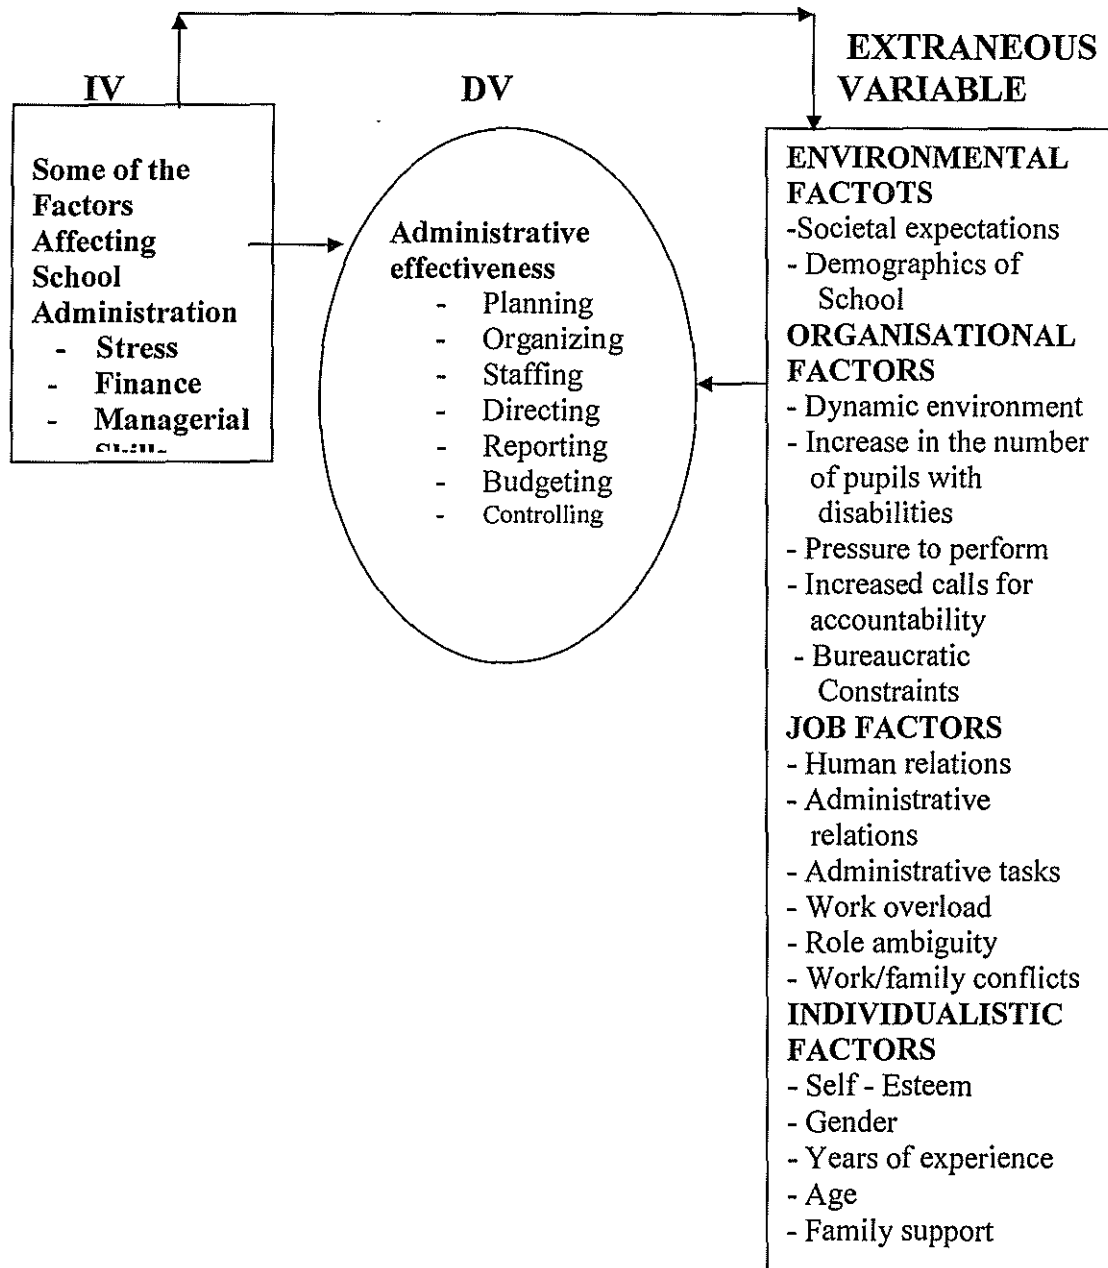 IV
Some of the
Factors
Affecting
School
Administration
- Stress
- Finance
- Managerial
DV
Administrative
effectiveness
- Planning
- Organizing
- Staffing
- Directing
- Reporting
- Budgeting
- Controlling
EXTRANEOUS
VARIABLE
ENVIRONMENTAL
FACTOTS
-Societal expectations
- Demographics of
School
ORGANISATIONAL
FACTORS
- Dynamic environment
- Increase in the number
of pupils with
disabilities
- Pressure to perform
- Increased calls for
accountability
- Bureaucratic
Constraints
JOB FACTORS
- Human relations
- Administrative
relations
- Administrative tasks
- Work overload
- Role ambiguity
- Work/family conflicts
INDIVIDUALISTIC
FACTORS
- Self - Esteem
- Gender
- Years of experience
- Age
- Family support